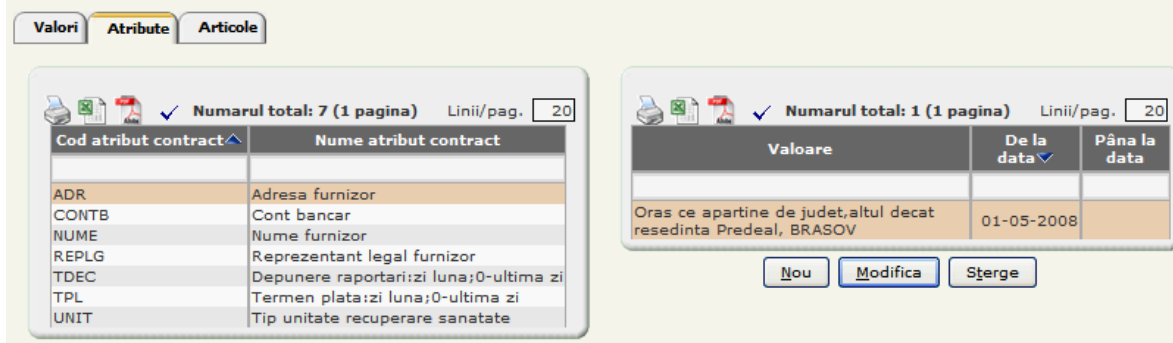 Valori Atribute Articole
Numarul total: 7 (1 pagina) Linii/pag. 20
Cod atribut contract Nume atribut contract
ADR Adresa furnizor
CONTB Cont bancar
NUME Nume furnizor
REPLG Reprezentant legal furnizor
TDEC Depunere raportari:zi luna;0-ultima zi
TPL Termen plata:zi luna;0-ultima zi
UNIT Tip unitate recuperare sanatate
Numarul total: 1 (1 pagina) Linii/pag. 20
Valoare De la data Pâna la data
Oras ce apartine de judet,altul decat
resedinta Predeal, BRASOV 01-05-2008
Nou Modifica Sterge